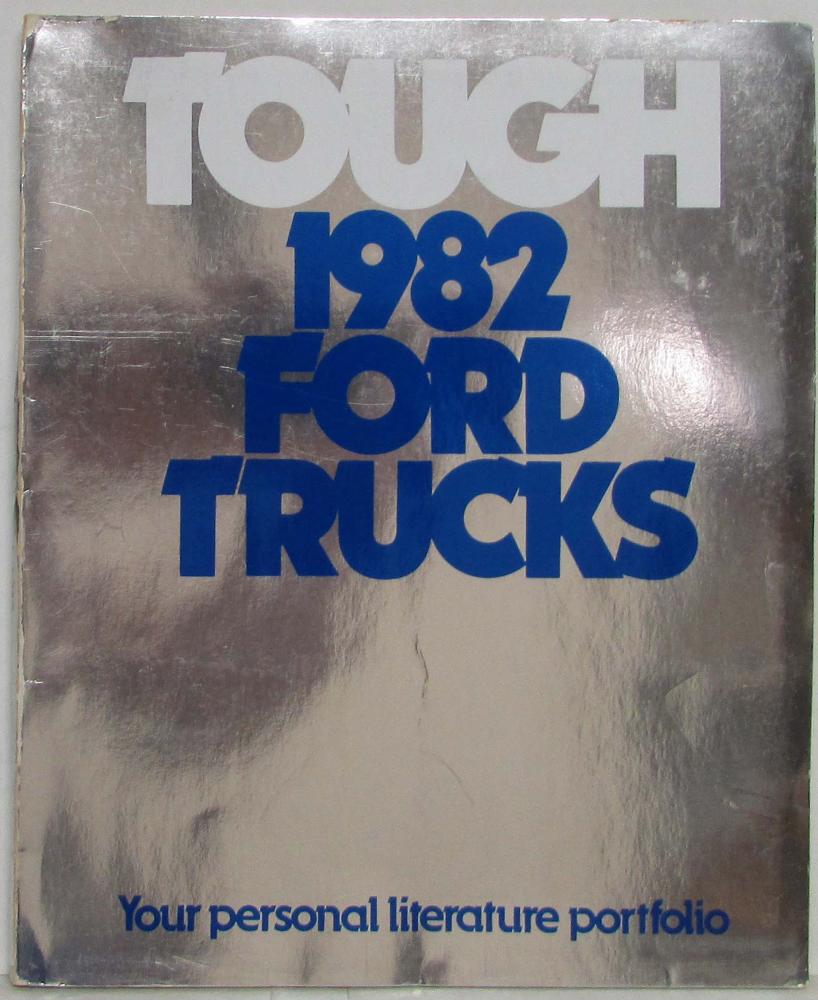 TOUGH
1982
FORD
TRUCKS
Your personal literature portfolio